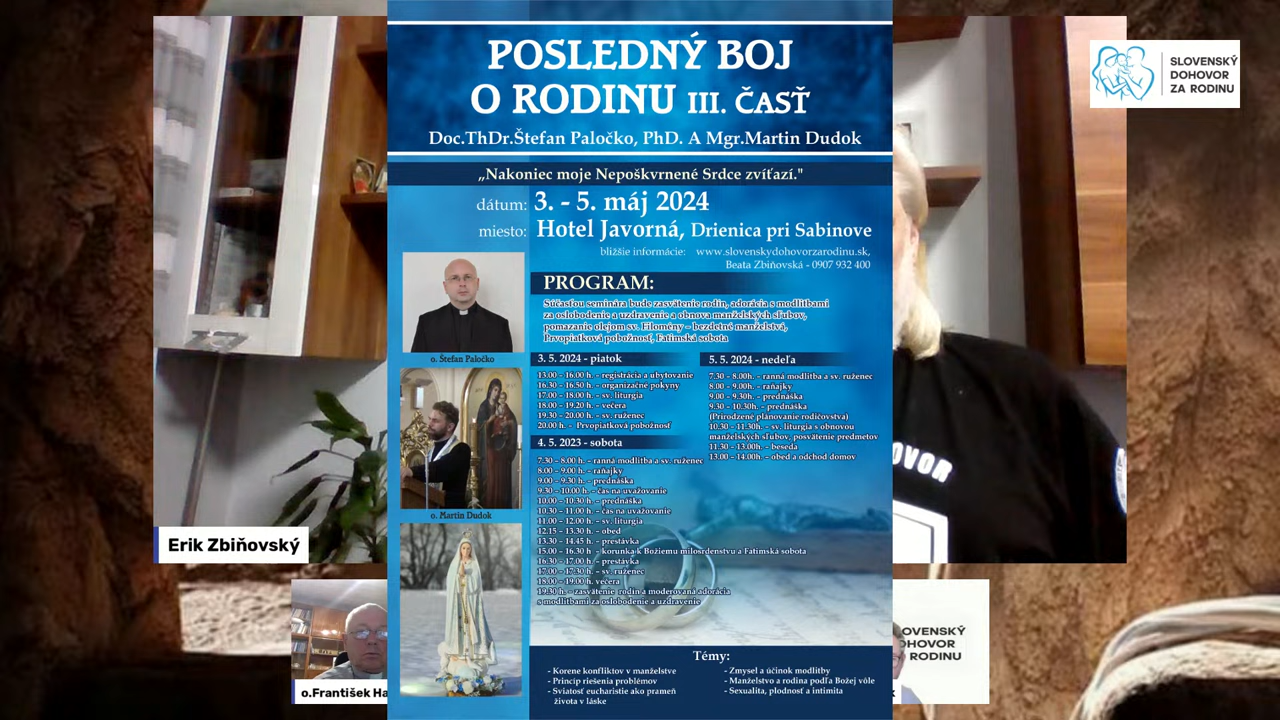 POSLEDNÝ BOJ
O RODINU III. ČASŤ
Doc.ThDr.Štefan Paločko, PhD. A Mgr.Martin Dudok
„Nakoniec moje Nepoškvrnené Srdce zvíťazí."
dátum: 3. - 5. máj 2024
miesto: Hotel Javorná, Drienica pri Sabinove
bližšie informácie: www.slovenskydohovorzarodinu.sk,
Beata Zbiňovská - 0907 932 400
PROGRAM:
Súčasťou seminára bude zasvätenie rodín, adorácia s modlitbami
za oslobodenie a uzdravenie a obnova manželských sľubov,
pomazanie olejom sv. Filomény - bezdetné manželstvá,
Prvopiatková pobožnosť, Fatimská sobota
o. Štefan Paločko
3. 5. 2024 - piatok
13.00 - 16.00 h. - registrácia a ubytovanie
16:30 - 16:50 h. - organizačné pokyny
17.00 - 18.00 h. - sv. liturgia
18.00 - 19.20 h. - večera
19.30 - 20.00 h. - sv. ruženec
20.00 h. - Prvopiatková pobožnosť
4. 5. 2023 - sobota
7:30 - 8:00 h. - ranná modlitba a sv. ruženec
8:00 - 9:00 h. - raňajky
9:00 - 9:30 h. - prednáška
9:30 - 10.00 h. - čas na uvažovanie
10.00 - 10.30 h. - prednáška
10:30 - 11:00 h. - čas na uvažovanie
11.00 - 12.00 h. - sv. liturgia
12.15 - 13.30 h. - obed
13.30 - 14.45 h. - prestávka
15.00 - 16.30 h - korunka k Božiemu milosrdenstvu a Fatimská sobota
16:30 - 17.00 h. - prestávka
17:00 - 17:30 h. - sv. ruženec
18:00 - 19:00 h. večera
19:30 h. - zasvätenie rodín a moderovaná adorácia
s modlitbami za oslobodenie a uzdravenie
5. 5. 2024 - nedeľa
7:30 - 8:00h. - ranná modlitba a sv. ruženec
8.00 - 9.00h. - raňajky
9.00 - 9:30h. - prednáška
9:30 - 10.30h. - prednáška
(Prirodzené plánovanie rodičovstva)
10:30 - 11:30h. - sv. liturgia s obnovou
manželských sľubov, posvätenie predmetov
11:30 - 13.00h. - beseda
13.00 - 14.00h. - obed a odchod domov
o. Martin Dudok
Témy:
- Korene konfliktov v manželstve
- Princíp riešenia problémov
- Sviatosť eucharistie ako prameň
života v láske
- Zmysel a účinok modlitby
- Manželstvo a rodina podľa Božej vôle
- Sexualita, plodnosť a intimita
SLOVENSKÝ
DOHOVOR
ZA RODINU
Erik Zbiňovský
OVOR
o.František Ha
OVENSKÝ
OHOVOR
RODINU